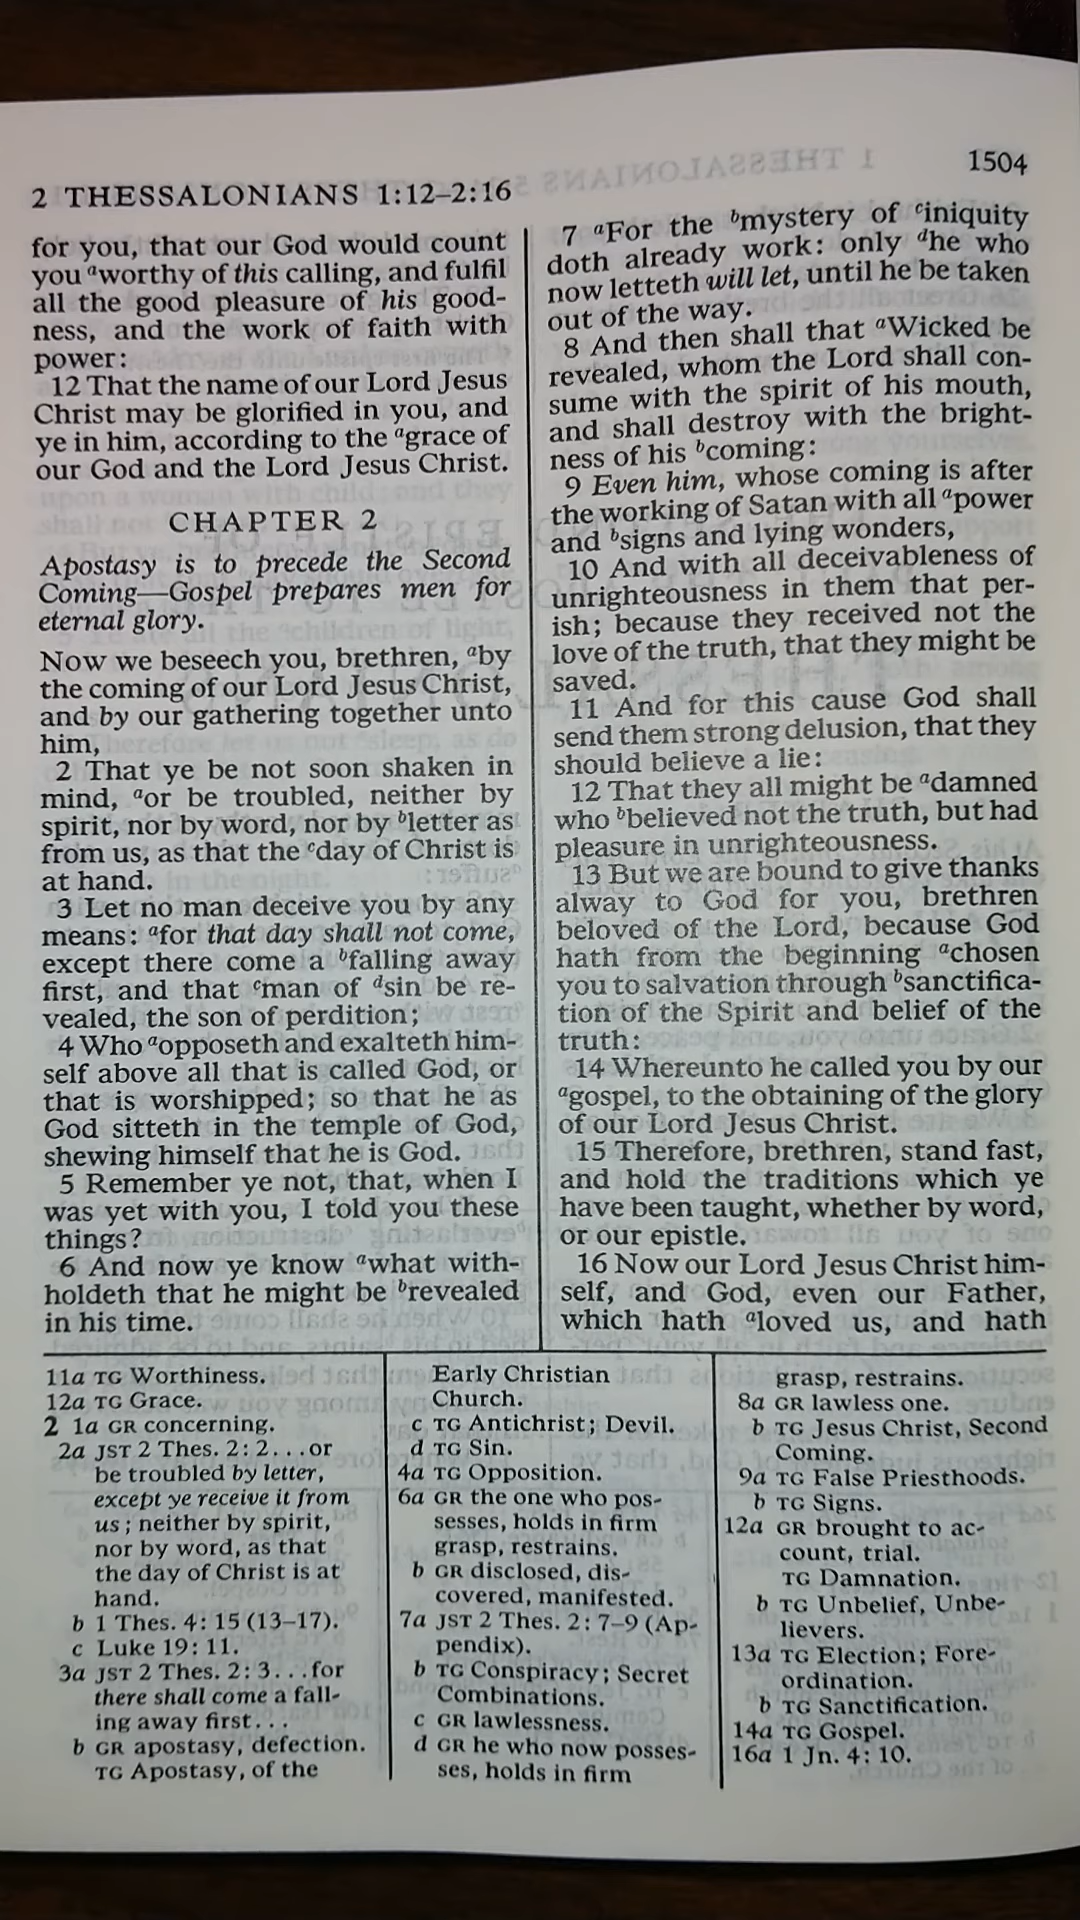 2 THESSALONIANS 1:12–2:16
1504
for you, that our God would count
you ᵃworthy of this calling, and fulfil
all the good pleasure of his good-
ness, and the work of faith with
power:
12 That the name of our Lord Jesus
Christ may be glorified in you, and
ye in him, according to the ᵃgrace of
our God and the Lord Jesus Christ.
CHAPTER 2
Apostasy is to precede the Second
Coming—Gospel prepares men for
eternal glory.
Now we beseech you, brethren, ᵃby
the coming of our Lord Jesus Christ,
and by our gathering together unto
him,
2 That ye be not soon shaken in
mind, ᵃor be troubled, neither by
spirit, nor by word, nor by ᵇletter as
from us, as that the ᶜday of Christ is
at hand.
3 Let no man deceive you by any
means: ᵃfor that day shall not come,
except there come a ᵇfalling away
first, and that ᶜman of ᵈsin be re-
vealed, the son of perdition;
4 Who ᵃopposeth and exalteth him-
self above all that is called God, or
that is worshipped; so that he as
God sitteth in the temple of God,
shewing himself that he is God.
5 Remember ye not, that, when I
was yet with you, I told you these
things?
6 And now ye know ᵃwhat with-
holdeth that he might be ᵇrevealed
in his time.
7 ᵃFor the ᵇmystery of ᶜiniquity
doth already work: only ᵈhe who
now letteth will let, until he be taken
out of the way.
8 And then shall that ᵃWicked be
revealed, whom the Lord shall con-
sume with the spirit of his mouth,
and shall destroy with the bright-
ness of his ᵇcoming:
9 Even him, whose coming is after
the working of Satan with all ᵃpower
and ᵇsigns and lying wonders,
10 And with all deceivableness of
unrighteousness in them that per-
ish; because they received not the
love of the truth, that they might be
saved.
11 And for this cause God shall
send them strong delusion, that they
should believe a lie:
12 That they all might be ᵃdamned
who ᵇbelieved not the truth, but had
pleasure in unrighteousness.
13 But we are bound to give thanks
alway to God for you, brethren
beloved of the Lord, because God
hath from the beginning ᵃchosen
you to salvation through ᵇsanctifica-
tion of the Spirit and belief of the
truth:
14 Whereunto he called you by our
ᵃgospel, to the obtaining of the glory
of our Lord Jesus Christ.
15 Therefore, brethren, stand fast,
and hold the traditions which ye
have been taught, whether by word,
or our epistle.
16 Now our Lord Jesus Christ him-
self, and God, even our Father,
which hath ᵃloved us, and hath
11a TG Worthiness.
12a TG Grace.
2 1a GR concerning.
2a JST 2 Thes. 2: 2...or
be troubled by letter,
except ye receive it from
us; neither by spirit,
nor by word, as that
the day of Christ is at
hand.
b 1 Thes. 4: 15 (13–17).
c Luke 19: 11.
3a JST 2 Thes. 2: 3...for
there shall come a fall-
ing away first...
b GR apostasy, defection.
TG Apostasy, of the
Early Christian
Church.
c TG Antichrist; Devil.
d TG Sin.
4a TG Opposition.
6a GR the one who pos-
sesses, holds in firm
grasp, restrains.
b GR disclosed, dis-
covered, manifested.
7a JST 2 Thes. 2: 7–9 (Ap-
pendix).
b TG Conspiracy; Secret
Combinations.
c GR lawlessness.
d GR he who now posses-
ses, holds in firm
grasp, restrains.
8a GR lawless one.
b TG Jesus Christ, Second
Coming.
9a TG False Priesthoods.
b TG Signs.
12a GR brought to ac-
count, trial.
TG Damnation.
b TG Unbelief, Unbe-
lievers.
13a TG Election; Fore-
ordination.
b TG Sanctification.
14a TG Gospel.
16a 1 Jn. 4: 10.